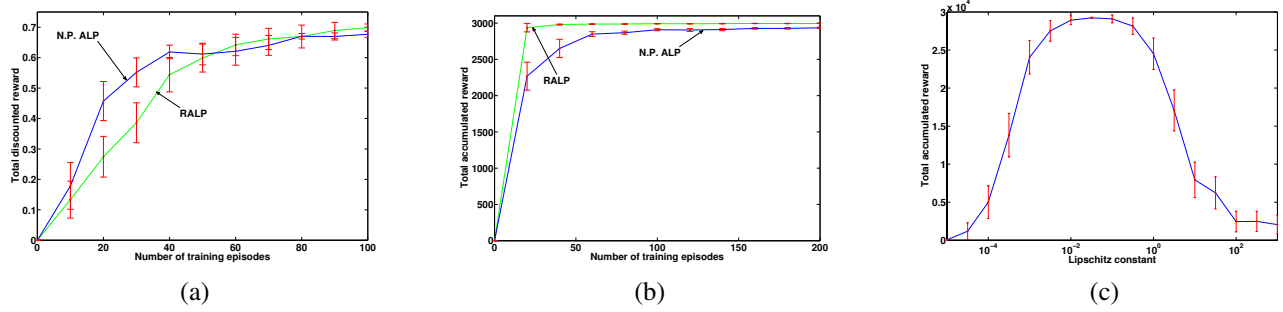 Total discounted reward
0.7
0.6
0.5
0.4
0.3
0.2
0.1
0
N.P. ALP
RALP
0 20 40 60 80 100
Number of training episodes
(a)
Total accumulated reward
3000
2500
2000
1500
1000
500
0
RALP
N.P. ALP
0 50 100 150 200
Number of training episodes
(b)
Total accumulated reward
3 x 10^4
2.5
2
1.5
1
0.5
0
10^-4 10^-2 10^0 10^2
Lipschitz constant
(c)